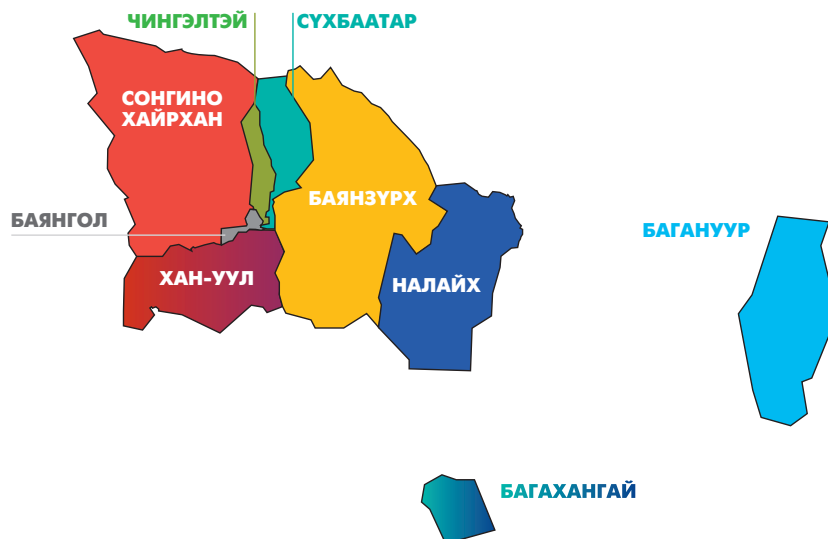 ЧИНГЭЛТЭЙ
СҮХБААТАР
СОНГИНО
ХАЙРХАН
БАЯНЗҮРХ
БАЯНГОЛ
БАГАНУУР
ХАН-УУЛ
НАЛАЙХ
БАГАХАНГАЙ